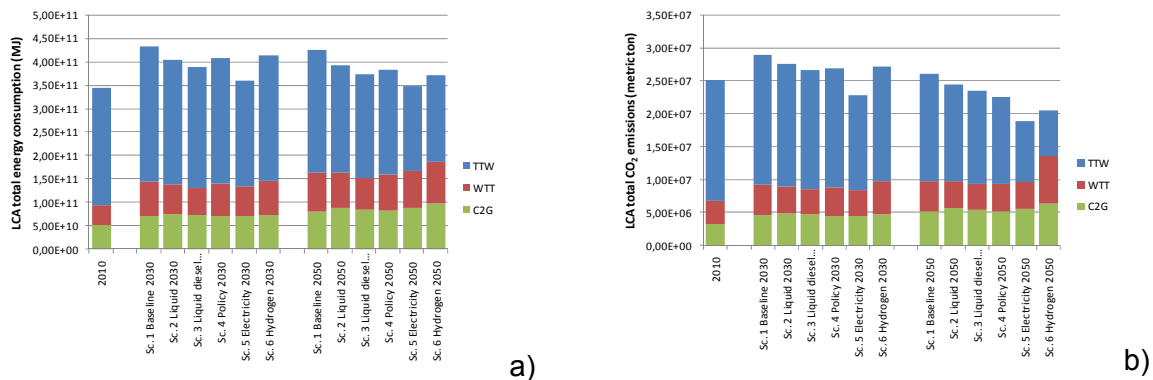 LCA total energy consumption (MJ)
5,00E+11
4,50E+11
4,00E+11
3,50E+11
3,00E+11
2,50E+11
2,00E+11
1,50E+11
1,00E+11
5,00E+10
0,00E+00
2010
Sc. 1 Baseline 2030
Sc. 2 Liquid 2030
Sc. 3 Liquid diesel...
Sc. 4 Policy 2030
Sc. 5 Electricity 2030
Sc. 6 Hydrogen 2030
Sc. 1 Baseline 2050
Sc. 2 Liquid 2050
Sc. 3 Liquid diesel...
Sc. 4 Policy 2050
Sc. 5 Electricity 2050
Sc. 6 Hydrogen 2050
TTW
WTT
C2G
a)
LCA total CO₂ emissions (metric ton)
3,50E+07
3,00E+07
2,50E+07
2,00E+07
1,50E+07
1,00E+07
5,00E+06
0,00E+00
2010
Sc. 1 Baseline 2030
Sc. 2 Liquid 2030
Sc. 3 Liquid diesel...
Sc. 4 Policy 2030
Sc. 5 Electricity 2030
Sc. 6 Hydrogen 2030
Sc. 1 Baseline 2050
Sc. 2 Liquid 2050
Sc. 3 Liquid diesel...
Sc. 4 Policy 2050
Sc. 5 Electricity 2050
Sc. 6 Hydrogen 2050
TTW
WTT
C2G
b)